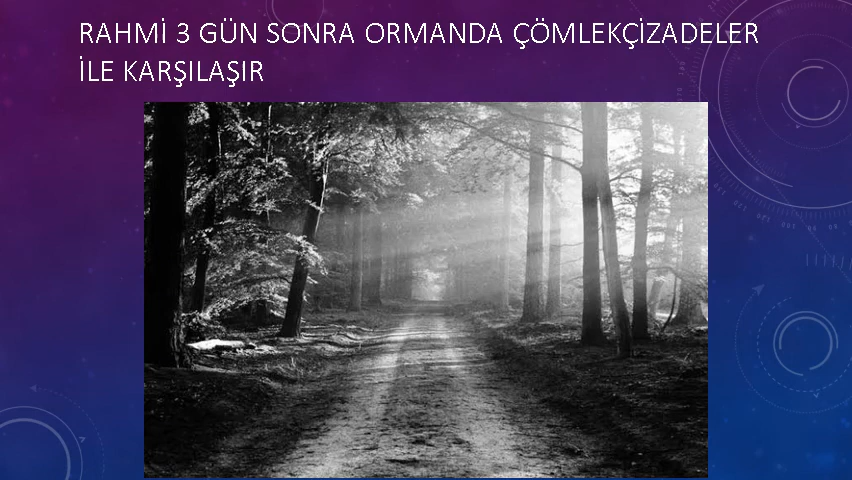 RAHMİ 3 GÜN SONRA ORMANDA ÇÖMLEKÇİZADELER
İLE KARŞILAŞIR